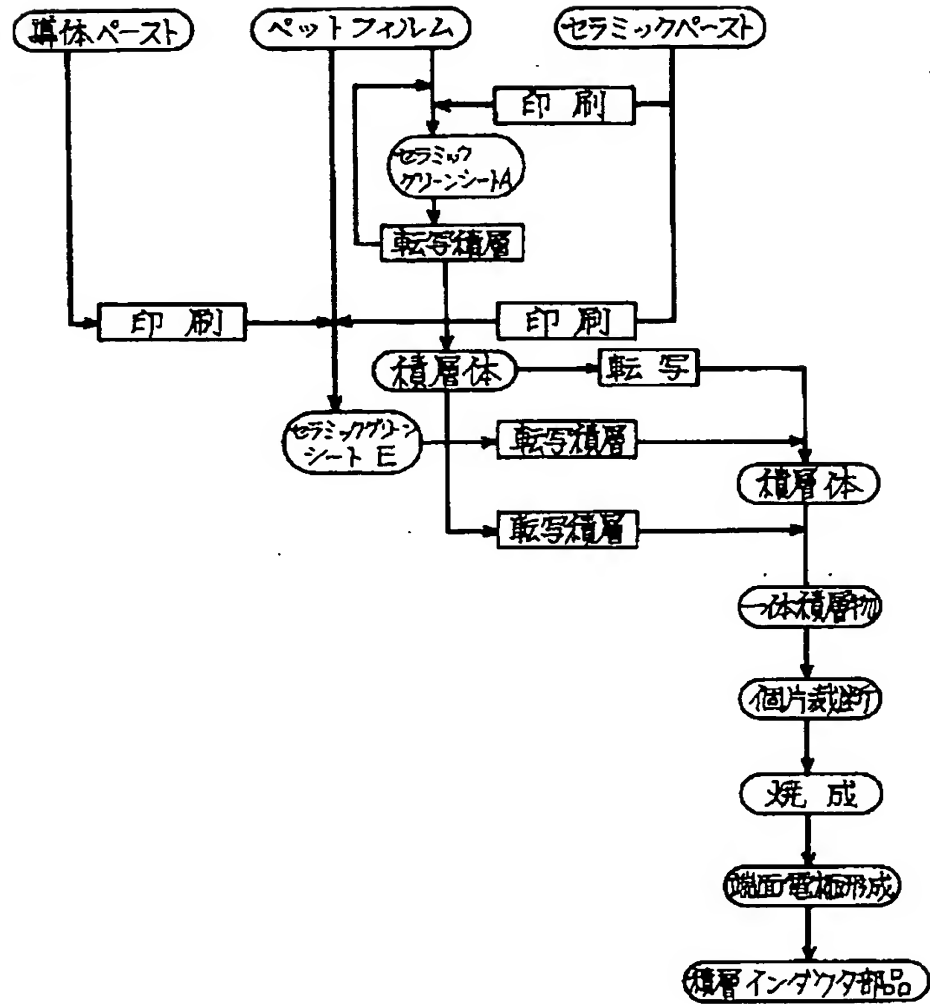 導体ペースト
ペットフィルム
セラミックペースト
印刷
セラミック
グリーンシートA
転写積層
印刷
印刷
積層体
転写
セラミックグリーン
シートE
転写積層
積層体
転写積層
一体積層物
個片裁断
焼成
端面電極形成
積層インダクタ部品